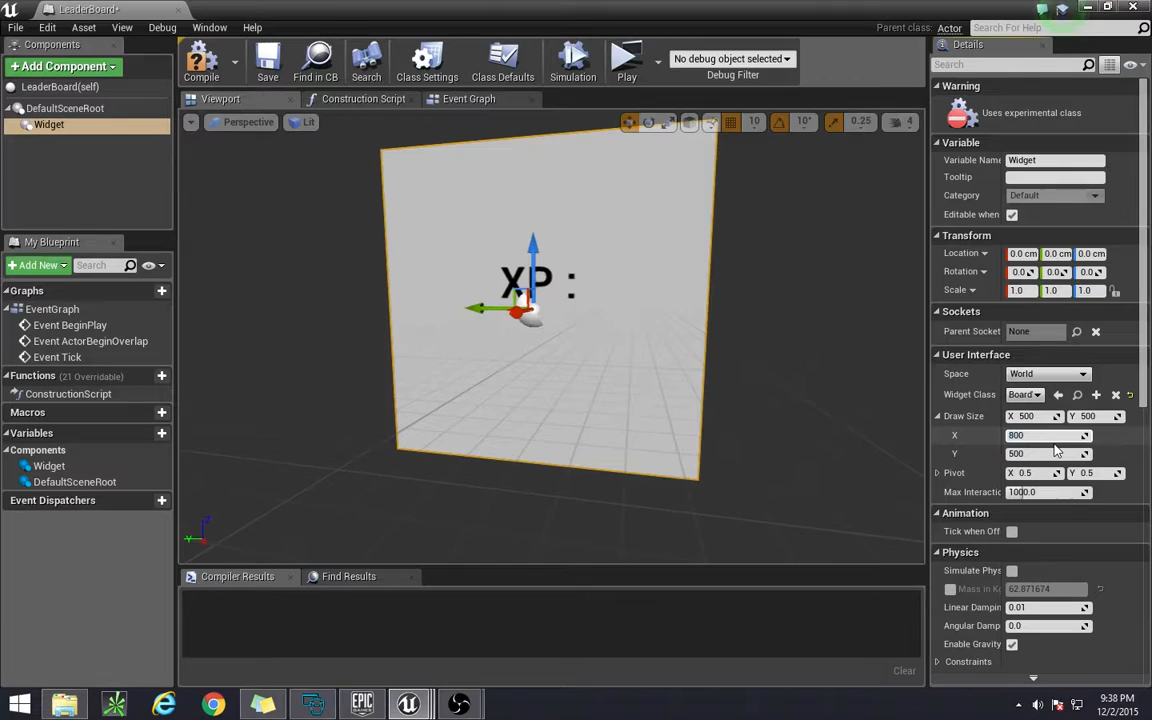 LeaderBoard*
File Edit Asset View Debug Window Help
Parent class: Actor Search For Help
Components
+ Add Component
LeaderBoard(self)
DefaultSceneRoot
Widget
Compile Save Find in CB Search Class Settings Class Defaults Simulation Play
No debug object selected
Debug Filter
Viewport Construction Script Event Graph
Perspective Lit 10 10° 0.25 4
XP :
My Blueprint
+ Add New Search
Graphs
EventGraph
Event BeginPlay
Event ActorBeginOverlap
Event Tick
Functions (21 Overridable)
ConstructionScript
Macros
Variables
Components
Widget
DefaultSceneRoot
Event Dispatchers
Compiler Results Find Results
Clear
Details
Search
Warning
Uses experimental class
Variable
Variable Name Widget
Tooltip
Category Default
Editable when
Transform
Location 0.0 cm 0.0 cm 0.0 cm
Rotation 0.0 0.0 0.0
Scale 1.0 1.0 1.0
Sockets
Parent Socket None
User Interface
Space World
Widget Class Board
Draw Size X 500 Y 500
X 800
Y 500
Pivot X 0.5 Y 0.5
Max Interactio 1000.0
Animation
Tick when Off
Physics
Simulate Phys
Mass in K 62.871674
Linear Dampin 0.01
Angular Damp 0.0
Enable Gravity
Constraints
EPIC GAMES
9:38 PM
12/2/2015